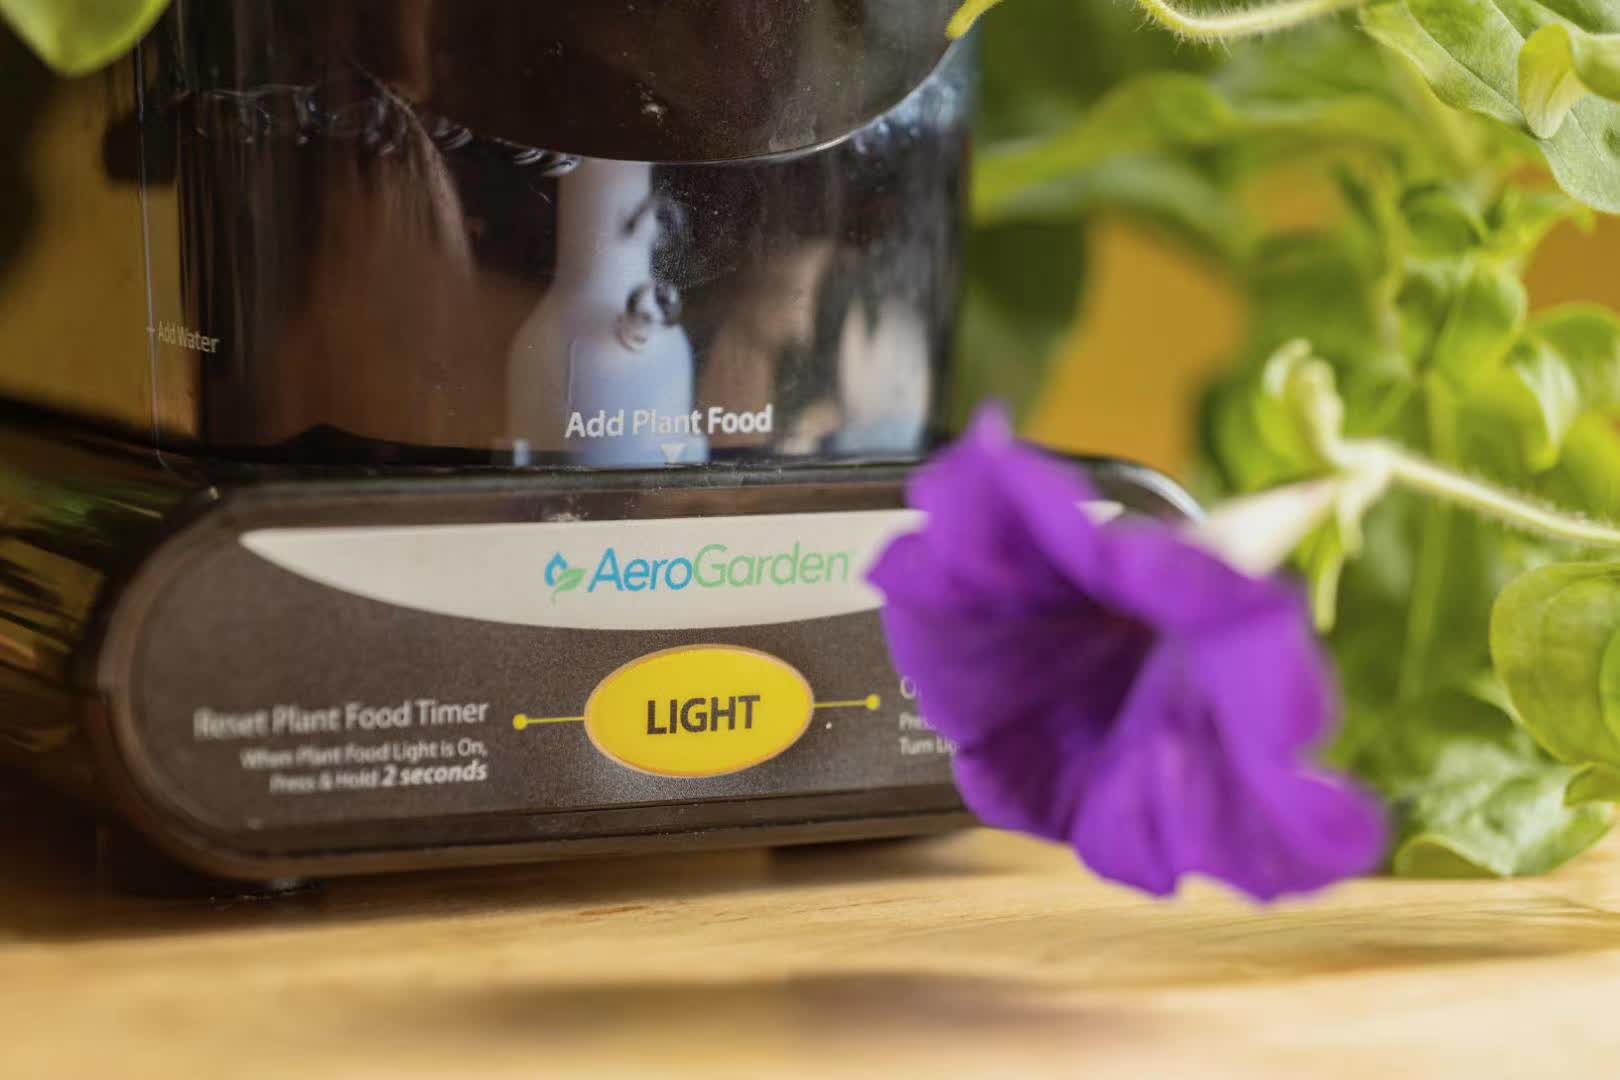 Add Water
Add Plant Food
AeroGarden
LIGHT
Reset Plant Food Timer
When Plant Food Light is On,
Press & Hold 2 seconds
Turn